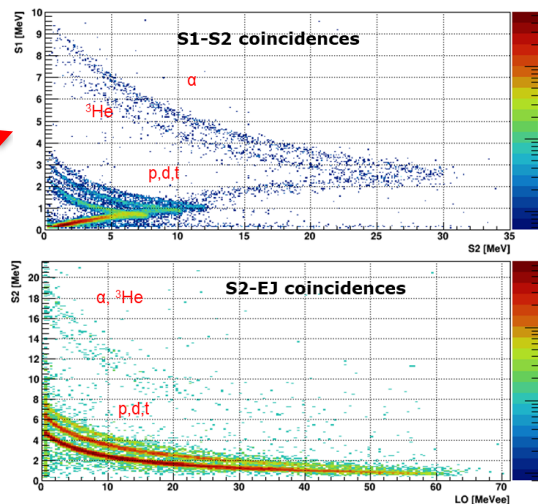 S1-S2 coincidences
S1 [MeV]
10
9
8
7
6
5
4
3
2
1
0
α
³He
p,d,t
0 5 10 15 20 25 30 35
S2 [MeV]
S2-EJ coincidences
S2 [MeV]
20
18
16
14
12
10
8
6
4
2
0
α, ³He
p,d,t
0 10 20 30 40 50 60 70
LO [MeVee]